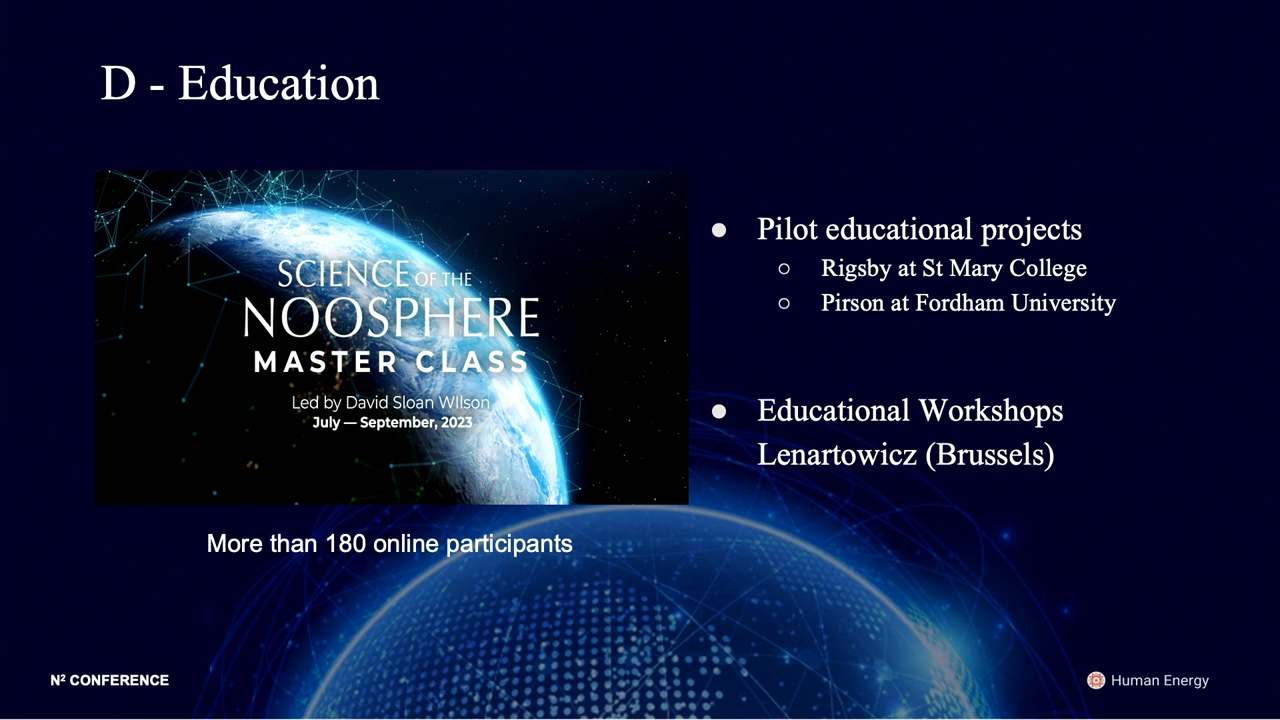 D - Education
SCIENCE OF THE
NOOSPHERE
MASTER CLASS
Led by David Sloan WIlson
July — September, 2023
More than 180 online participants
● Pilot educational projects
○ Rigsby at St Mary College
○ Pirson at Fordham University
● Educational Workshops
Lenartowicz (Brussels)
N² CONFERENCE
Human Energy